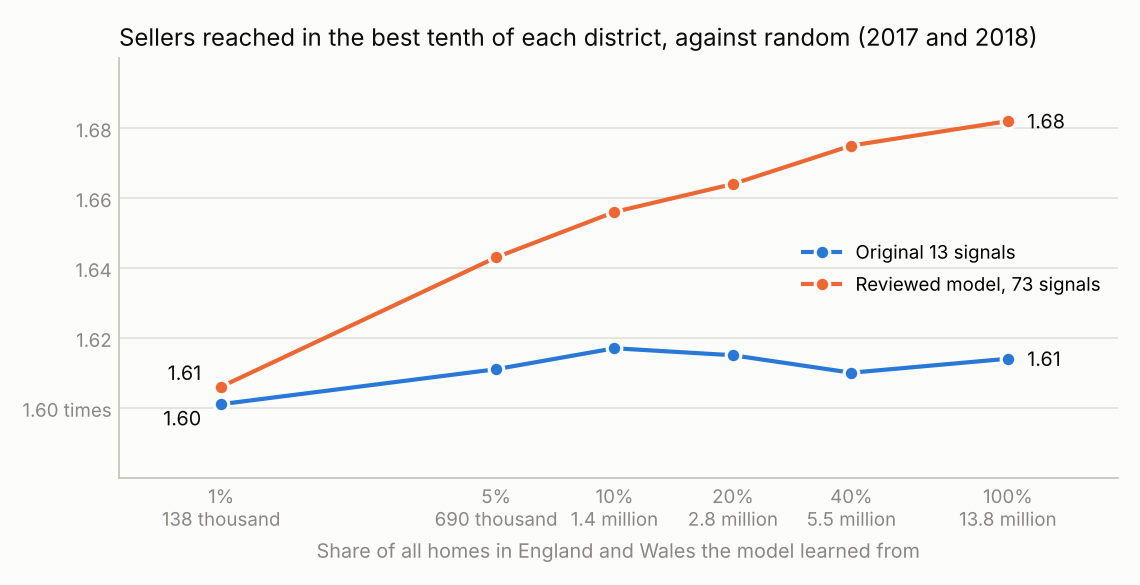 Sellers reached in the best tenth of each district, against random (2017 and 2018)
1.68
1.68
1.66
1.64
Original 13 signals
Reviewed model, 73 signals
1.62
1.61
1.61
1.60 times
1.60
1% 5% 10% 20% 40% 100%
138 thousand 690 thousand 1.4 million 2.8 million 5.5 million 13.8 million
Share of all homes in England and Wales the model learned from